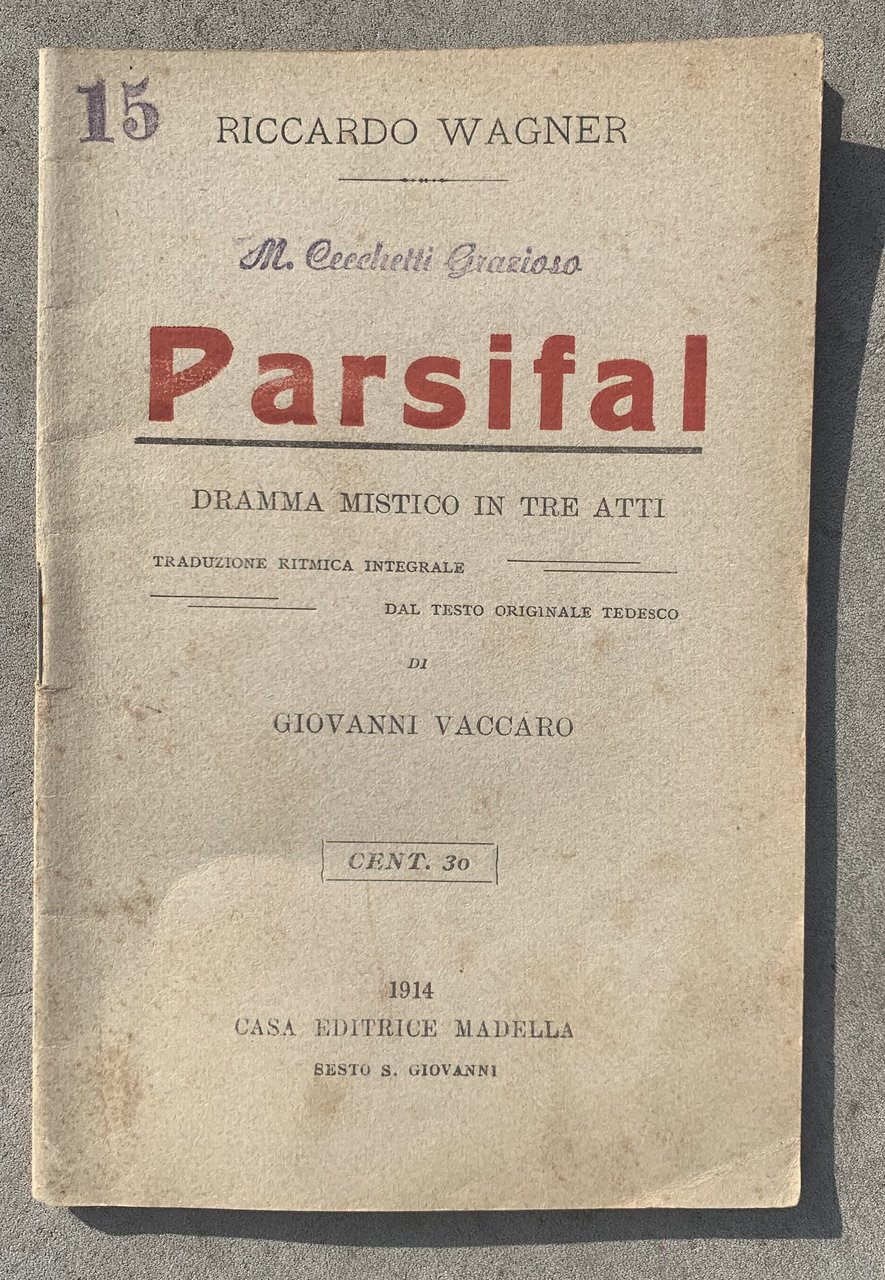 15
RICCARDO WAGNER
M. Cecchetti Grazioso
Parsifal
DRAMMA MISTICO IN TRE ATTI
TRADUZIONE RITMICA INTEGRALE
DAL TESTO ORIGINALE TEDESCO
DI
GIOVANNI VACCARO
CENT. 30
1914
CASA EDITRICE MADELLA
SESTO S. GIOVANNI